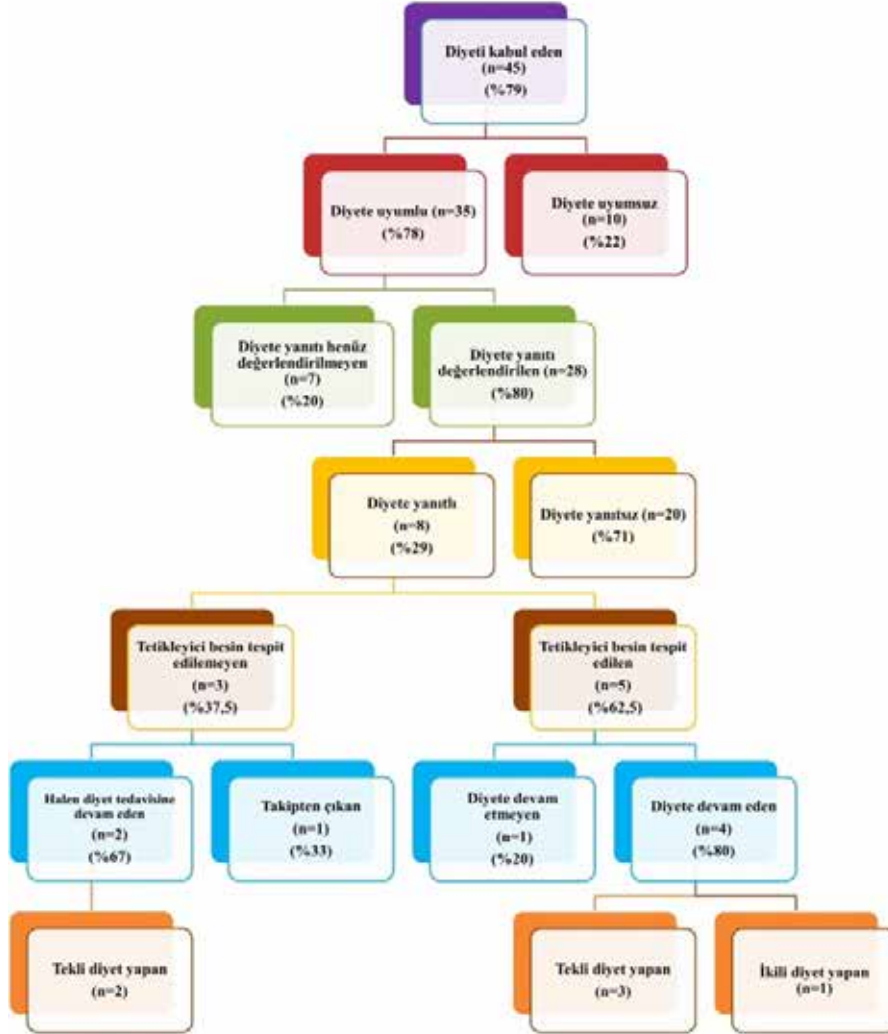 Diyeti kabul eden
(n=45)
(%79)
Diyete uyumlu (n=35)
(%78)
Diyete uyumsuz
(n=10)
(%22)
Diyete yanıtı henüz
değerlendirilmeyen
(n=7)
(%20)
Diyete yanıtı
değerlendirilen (n=28)
(%80)
Diyete yanıtlı
(n=8)
(%29)
Diyete yanıtsız (n=20)
(%71)
Tetikleyici besin tespit
edilemeyen
(n=3)
(%37,5)
Tetikleyici besin tespit
edilen
(n=5)
(%62,5)
Halen diyet tedavisine
devam eden
(n=2)
(%67)
Takipten çıkan
(n=1)
(%33)
Diyete devam
etmeyen
(n=1)
(%20)
Diyete devam eden
(n=4)
(%80)
Tekli diyet yapan
(n=2)
Tekli diyet yapan
(n=3)
İkili diyet yapan
(n=1)